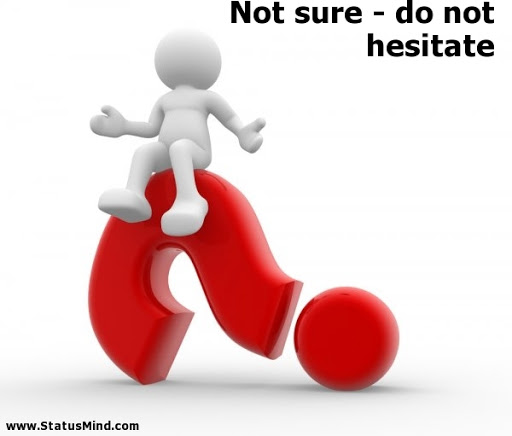 Not sure - do not
hesitate
www.StatusMind.com